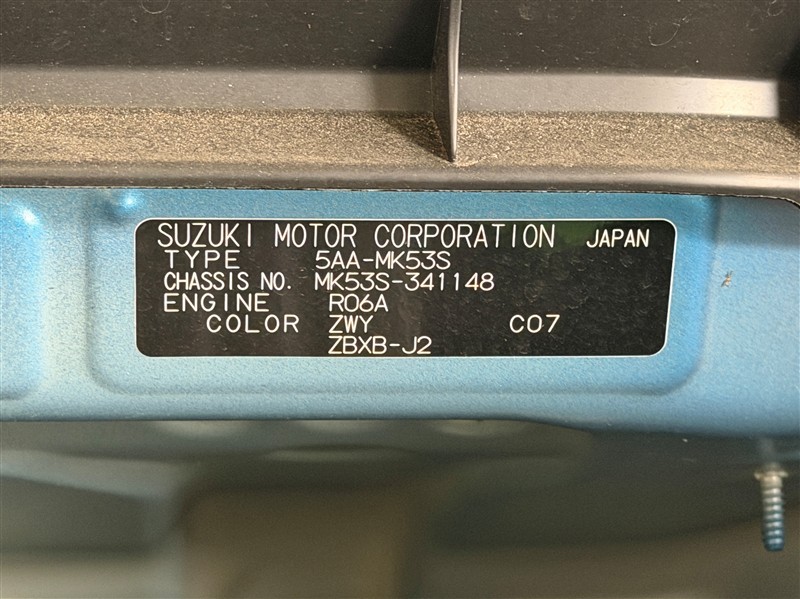 SUZUKI MOTOR CORPORATION JAPAN
TYPE 5AA-MK53S
CHASSIS NO. MK53S-341148
ENGINE R06A
COLOR ZWY C07
ZBXB-J2